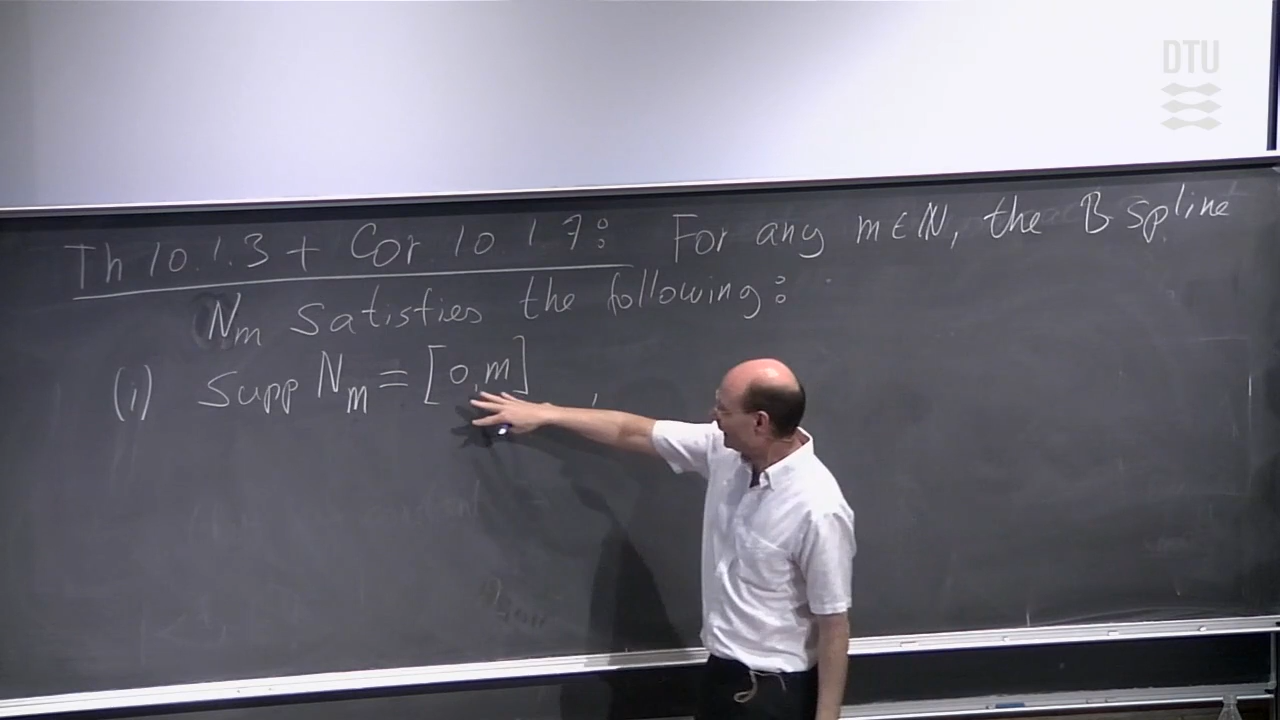 DTU
Th 10.1.3 + Cor 10.1.7: For any m ∈ ℕ, the B spline
N_m satisfies the following:
(i) supp N_m = [0,m]